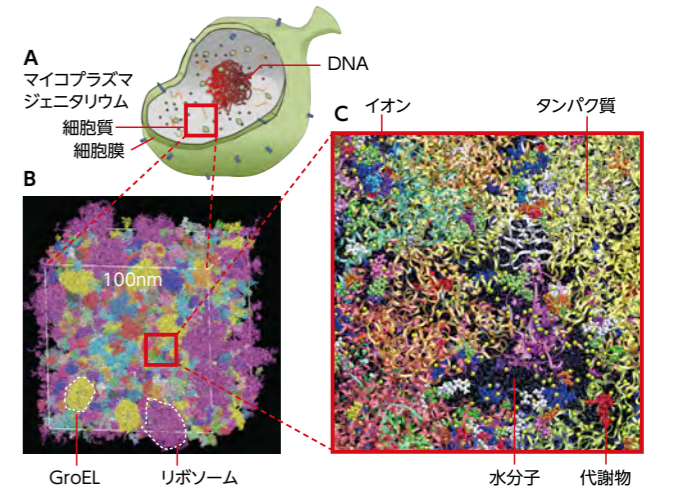 A
マイコプラズマ
ジェニタリウム
細胞質
細胞膜
DNA
B
100nm
GroEL
リボソーム
C
イオン
タンパク質
水分子
代謝物